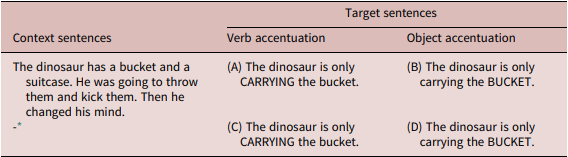 Target sentences
Context sentences Verb accentuation Object accentuation
The dinosaur has a bucket and a (A) The dinosaur is only (B) The dinosaur is only
suitcase. He was going to throw CARRYING the bucket. carrying the BUCKET.
them and kick them. Then he
changed his mind.
-* (C) The dinosaur is only (D) The dinosaur is only
CARRYING the bucket. carrying the BUCKET.